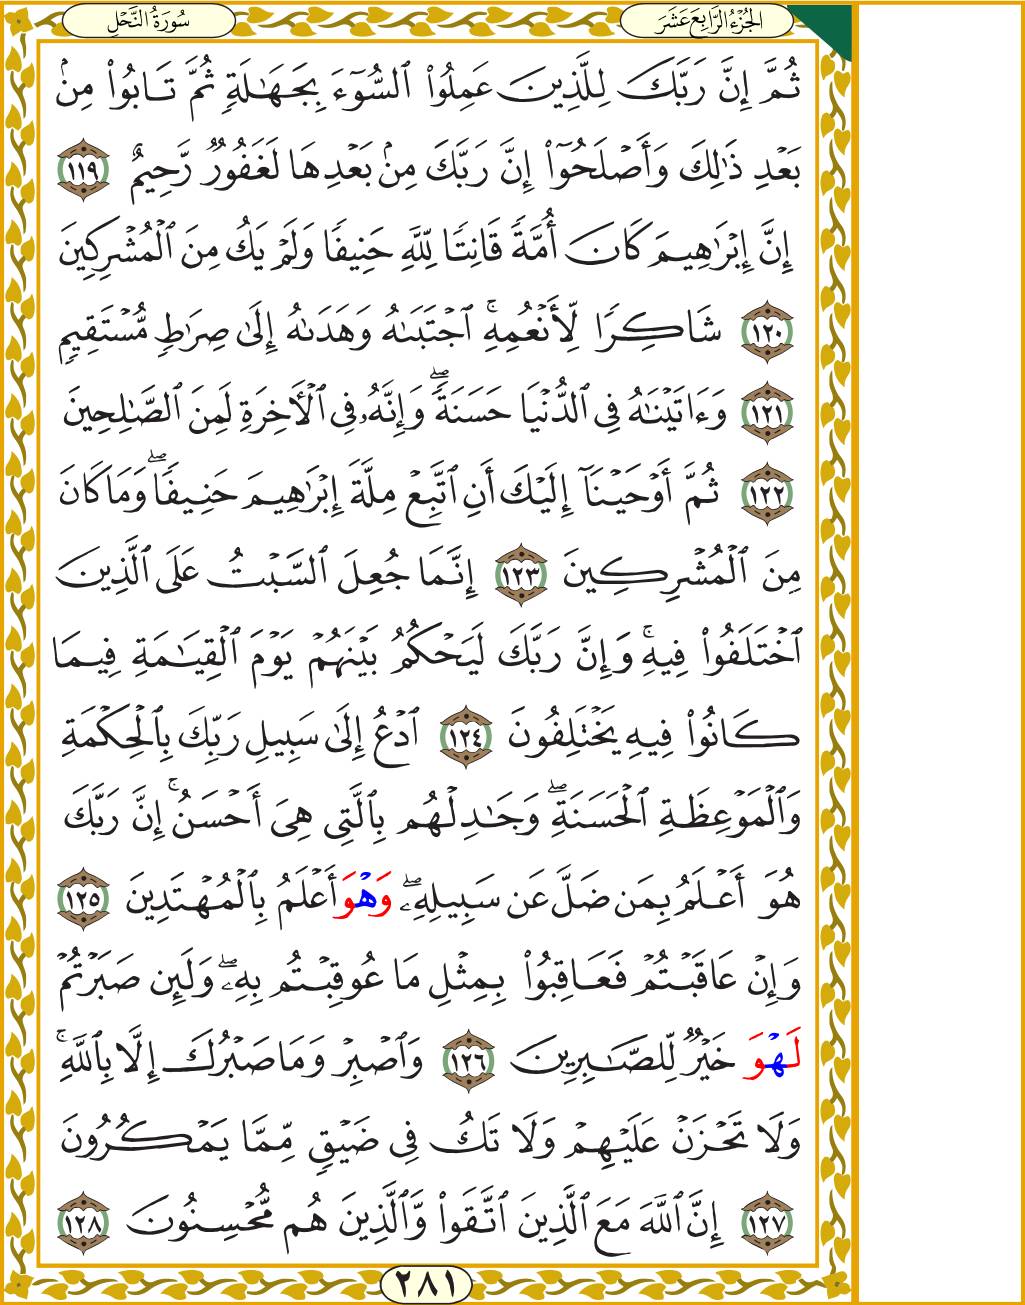 الجُزْءُ الرَّابِعَ عَشَرَ
سُورَةُ النَّحْلِ
ثُمَّ إِنَّ رَبَّكَ لِلَّذِينَ عَمِلُواْ ٱلسُّوٓءَ بِجَهَٰلَةٖ ثُمَّ تَابُواْ مِنۢ
بَعۡدِ ذَٰلِكَ وَأَصۡلَحُوٓاْ إِنَّ رَبَّكَ مِنۢ بَعۡدِهَا لَغَفُورٞ رَّحِيمٌ ١١٩
إِنَّ إِبۡرَٰهِيمَ كَانَ أُمَّةٗ قَانِتٗا لِّلَّهِ حَنِيفٗا وَلَمۡ يَكُ مِنَ ٱلۡمُشۡرِكِينَ
١٢٠ شَاكِرٗا لِّأَنۡعُمِهِۚ ٱجۡتَبَىٰهُ وَهَدَىٰهُ إِلَىٰ صِرَٰطٖ مُّسۡتَقِيمٖ
١٢١ وَءَاتَيۡنَٰهُ فِي ٱلدُّنۡيَا حَسَنَةٗۖ وَإِنَّهُۥ فِي ٱلۡأٓخِرَةِ لَمِنَ ٱلصَّٰلِحِينَ
١٢٢ ثُمَّ أَوۡحَيۡنَآ إِلَيۡكَ أَنِ ٱتَّبِعۡ مِلَّةَ إِبۡرَٰهِيمَ حَنِيفٗاۖ وَمَا كَانَ
مِنَ ٱلۡمُشۡرِكِينَ ١٢٣ إِنَّمَا جُعِلَ ٱلسَّبۡتُ عَلَى ٱلَّذِينَ
ٱخۡتَلَفُواْ فِيهِۚ وَإِنَّ رَبَّكَ لَيَحۡكُمُ بَيۡنَهُمۡ يَوۡمَ ٱلۡقِيَٰمَةِ فِيمَا
كَانُواْ فِيهِ يَخۡتَلِفُونَ ١٢٤ ٱدۡعُ إِلَىٰ سَبِيلِ رَبِّكَ بِٱلۡحِكۡمَةِ
وَٱلۡمَوۡعِظَةِ ٱلۡحَسَنَةِۖ وَجَٰدِلۡهُم بِٱلَّتِي هِيَ أَحۡسَنُۚ إِنَّ رَبَّكَ
هُوَ أَعۡلَمُ بِمَن ضَلَّ عَن سَبِيلِهِۦۖ وَهۡوَ أَعۡلَمُ بِٱلۡمُهۡتَدِينَ ١٢٥
وَإِنۡ عَاقَبۡتُمۡ فَعَاقِبُواْ بِمِثۡلِ مَا عُوقِبۡتُم بِهِۦۖ وَلَئِن صَبَرۡتُمۡ
لَهۡوَ خَيۡرٞ لِّلصَّٰبِرِينَ ١٢٦ وَٱصۡبِرۡ وَمَا صَبۡرُكَ إِلَّا بِٱللَّهِۚ
وَلَا تَحۡزَنۡ عَلَيۡهِمۡ وَلَا تَكُ فِي ضَيۡقٖ مِّمَّا يَمۡكُرُونَ
١٢٧ إِنَّ ٱللَّهَ مَعَ ٱلَّذِينَ ٱتَّقَواْ وَّٱلَّذِينَ هُم مُّحۡسِنُونَ ١٢٨
٢٨١